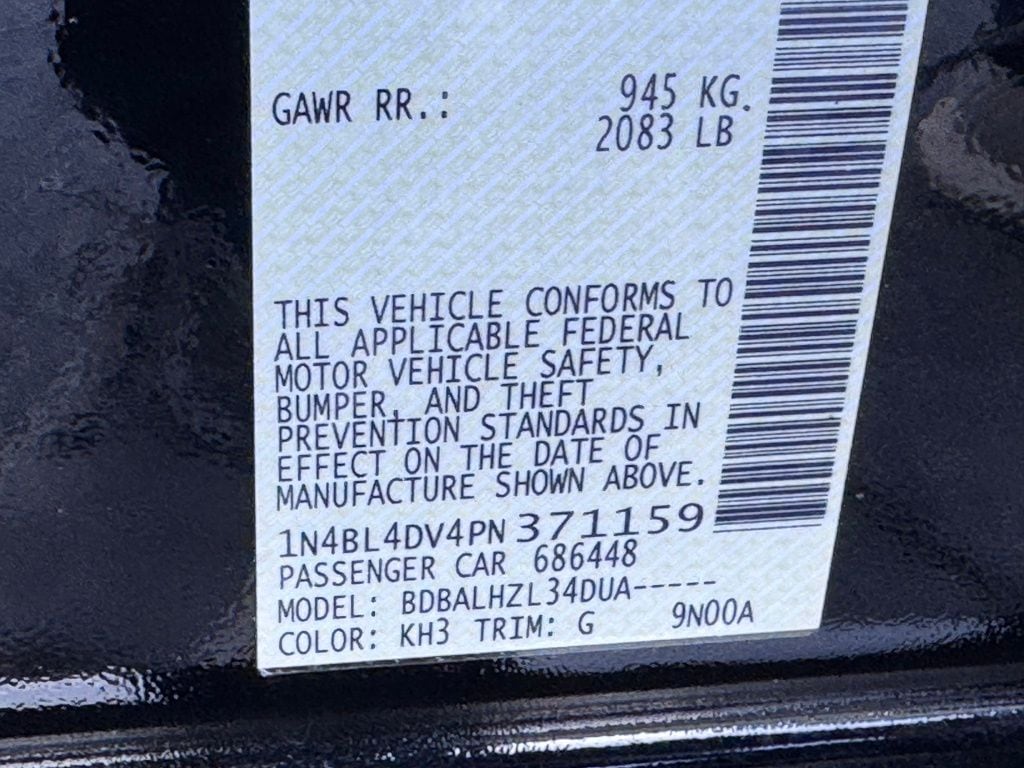 GAWR RR.: 945 KG.
2083 LB
THIS VEHICLE CONFORMS TO
ALL APPLICABLE FEDERAL
MOTOR VEHICLE SAFETY,
BUMPER, AND THEFT
PREVENTION STANDARDS IN
EFFECT ON THE DATE OF
MANUFACTURE SHOWN ABOVE.
1N4BL4DV4PN371159
PASSENGER CAR 686448
MODEL: BDBALHZL34DUA-----
COLOR: KH3 TRIM: G 9N00A